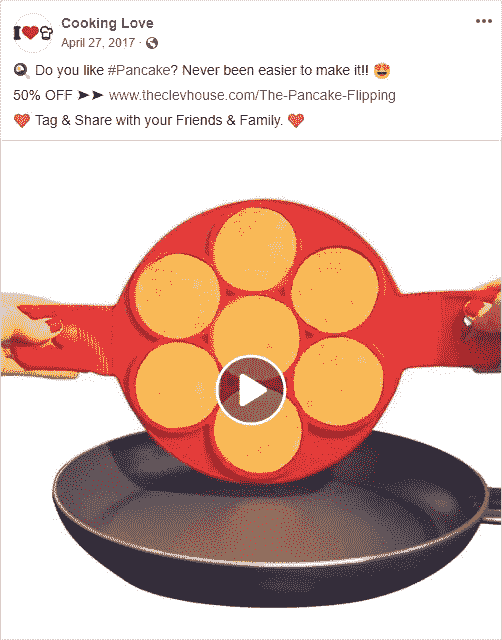 Cooking Love
April 27, 2017 ·
Do you like #Pancake? Never been easier to make it!!
50% OFF ➤➤ www.theclevhouse.com/The-Pancake-Flipping
Tag & Share with your Friends & Family.